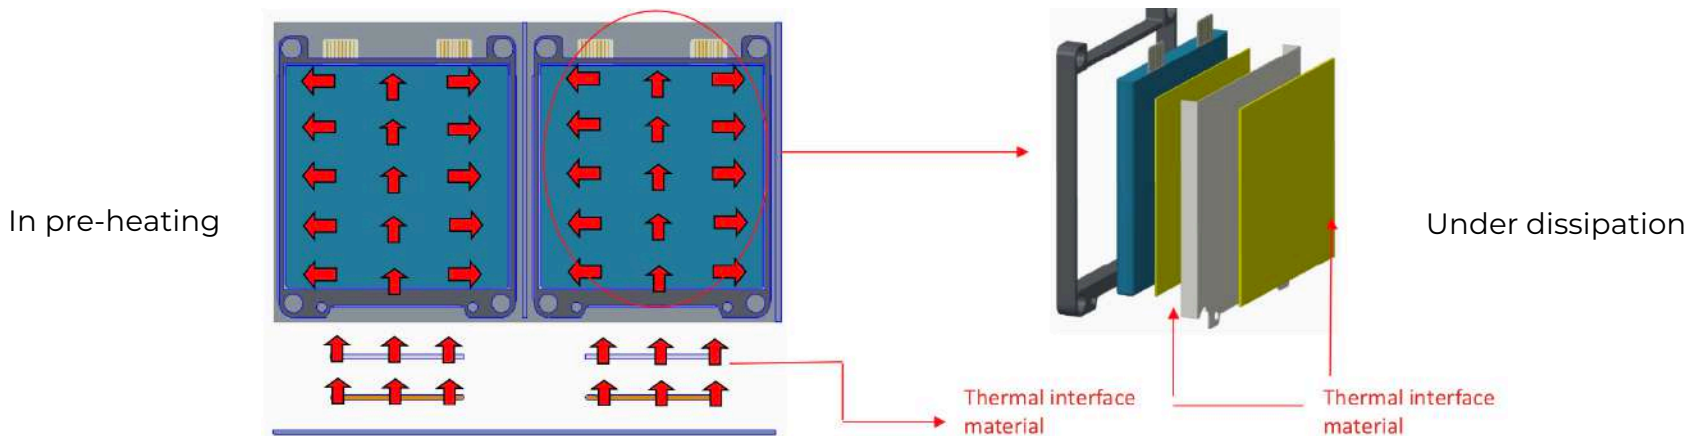 In pre-heating
Under dissipation
Thermal interface
material
Thermal interface
material